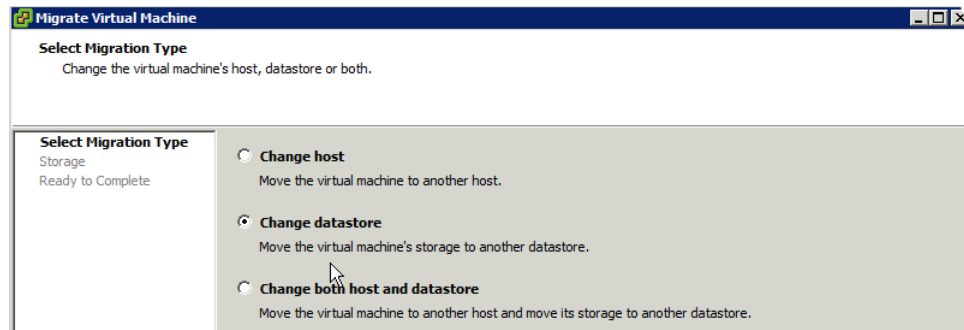 Migrate Virtual Machine
Select Migration Type
Change the virtual machine's host, datastore or both.
Select Migration Type
Storage
Ready to Complete
Change host
Move the virtual machine to another host.
Change datastore
Move the virtual machine's storage to another datastore.
Change both host and datastore
Move the virtual machine to another host and move its storage to another datastore.